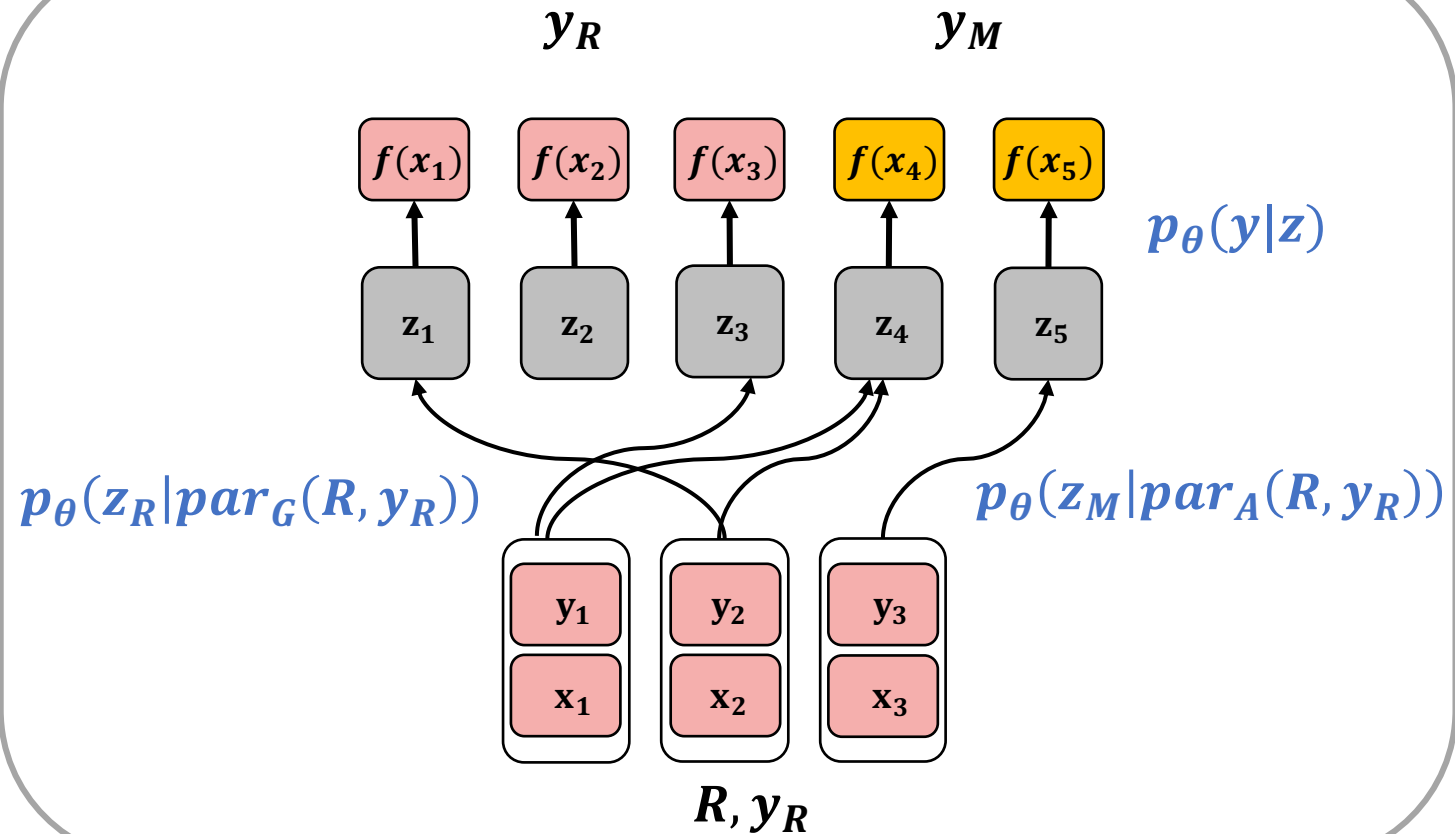 y_R y_M
f(x_1) f(x_2) f(x_3) f(x_4) f(x_5)
p_θ(y|z)
z_1 z_2 z_3 z_4 z_5
p_θ(z_R|par_G(R, y_R)) p_θ(z_M|par_A(R, y_R))
y_1 y_2 y_3
x_1 x_2 x_3
R, y_R